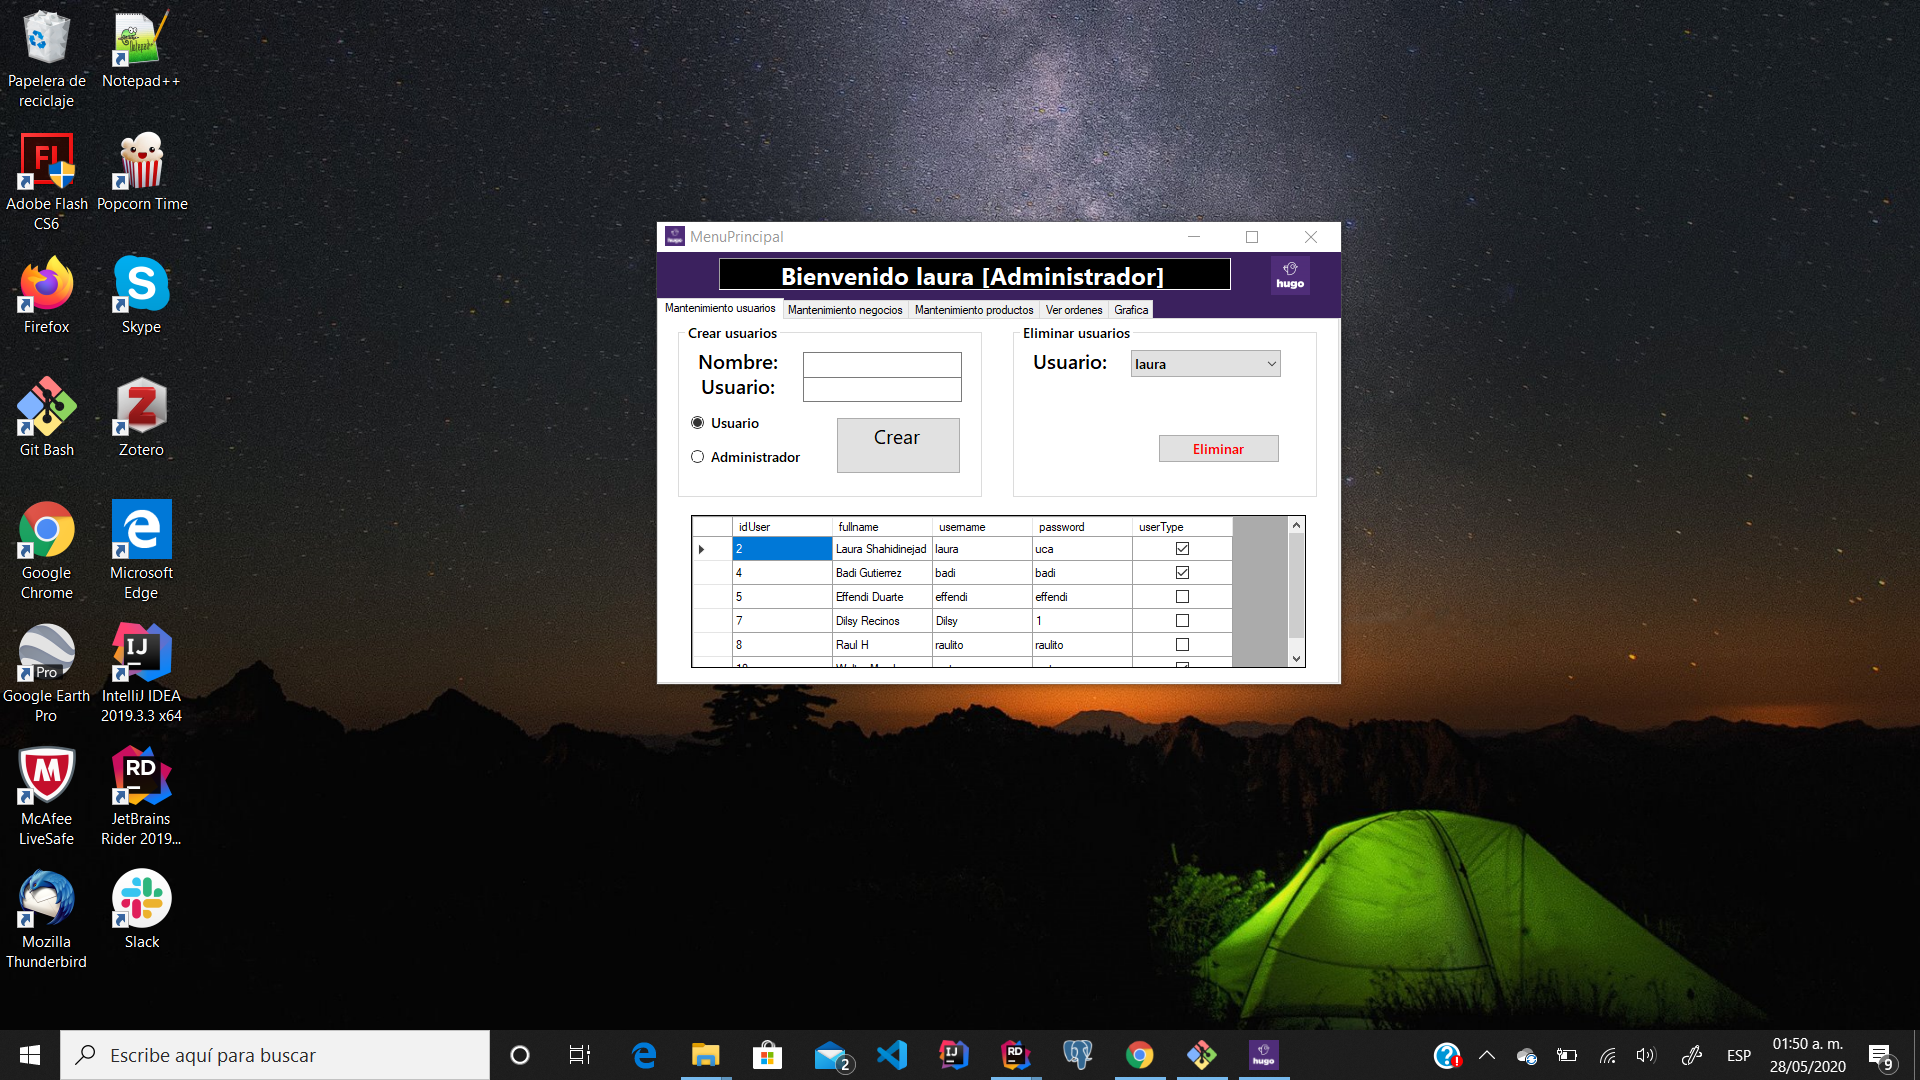 Papelera de
reciclaje
Notepad++
Adobe Flash
CS6
Popcorn Time
Firefox
Skype
Git Bash
Zotero
Google
Chrome
Microsoft
Edge
Google Earth
Pro
IntelliJ IDEA
2019.3.3 x64
McAfee
LiveSafe
JetBrains
Rider 2019...
Mozilla
Thunderbird
Slack
MenuPrincipal
Bienvenido laura [Administrador]
hugo
Mantenimiento usuarios
Mantenimiento negocios
Mantenimiento productos
Ver ordenes
Grafica
Crear usuarios
Nombre:
Usuario:
Usuario
Administrador
Crear
Eliminar usuarios
Usuario: laura
Eliminar
idUser fullname username password userType
2 Laura Shahidinejad laura uca
4 Badi Gutierrez badi badi
5 Effendi Duarte effendi effendi
7 Dilsy Recinos Dilsy 1
8 Raul H raulito raulito
Escribe aquí para buscar
2
hugo
ESP
01:50 a. m.
28/05/2020
9